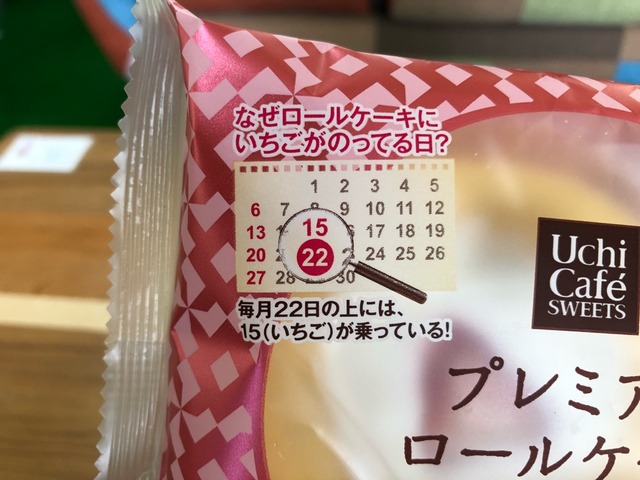 なぜロールケーキに
いちごがのってる日?
1 2 3 4 5
6 7 8 9 10 11 12
13 15 16 17 18 19
20 22 24 25 26
27 28 30
毎月22日の上には、
15(いちご)が乗っている!
Uchi
Café
SWEETS
プレミア
ロールケ